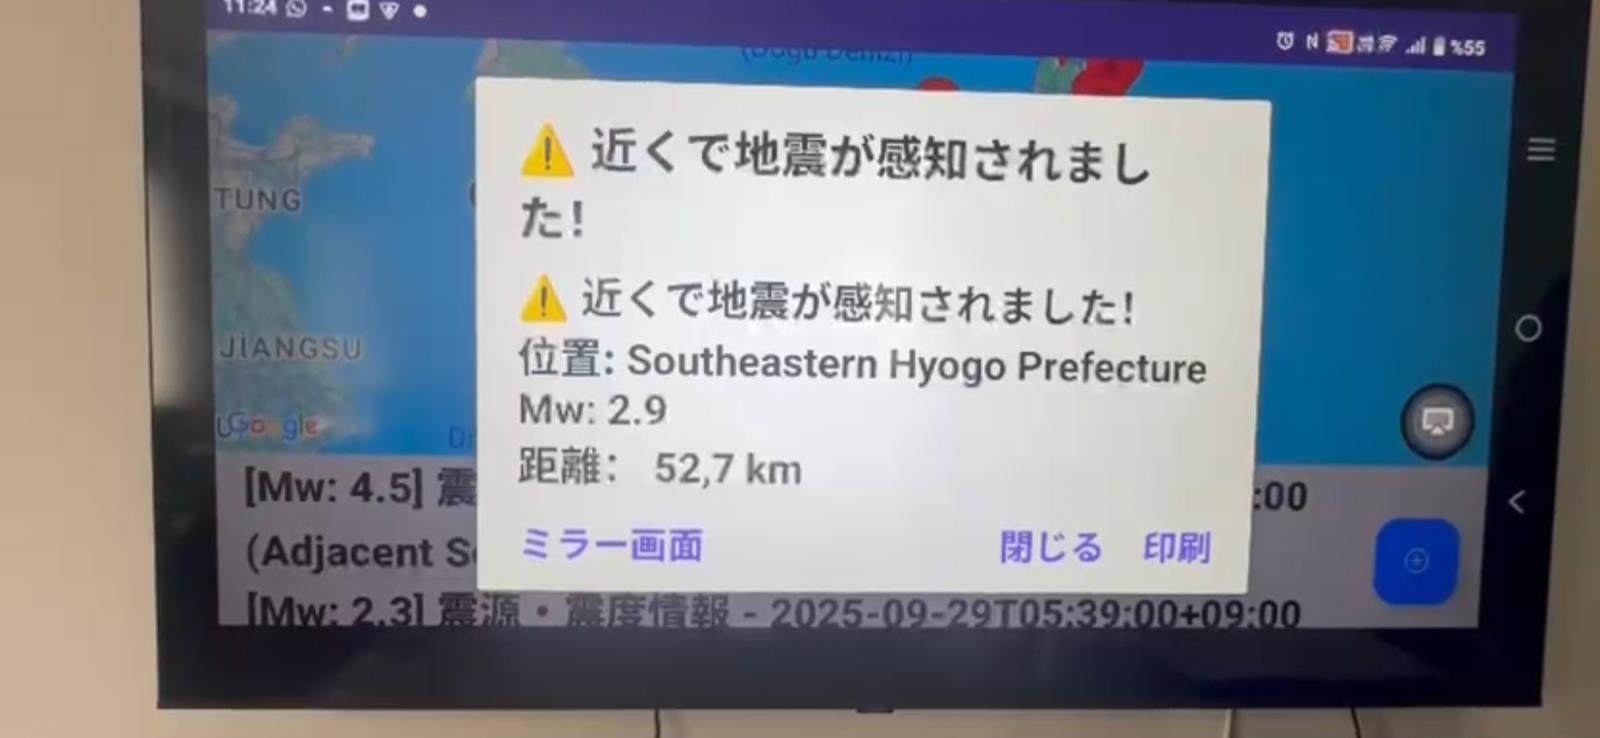 11:24
%55
(Doğu Denizi)
TUNG
JİANGSU
Google
⚠ 近くで地震が感知されまし
た!
⚠ 近くで地震が感知されました!
位置: Southeastern Hyogo Prefecture
Mw: 2.9
距離: 52,7 km
ミラー画面
閉じる
印刷
[Mw: 4.5] 震
:00
(Adjacent
[Mw: 2.3] 震源・震度情報 - 2025-09-29T05:39:00+09:00